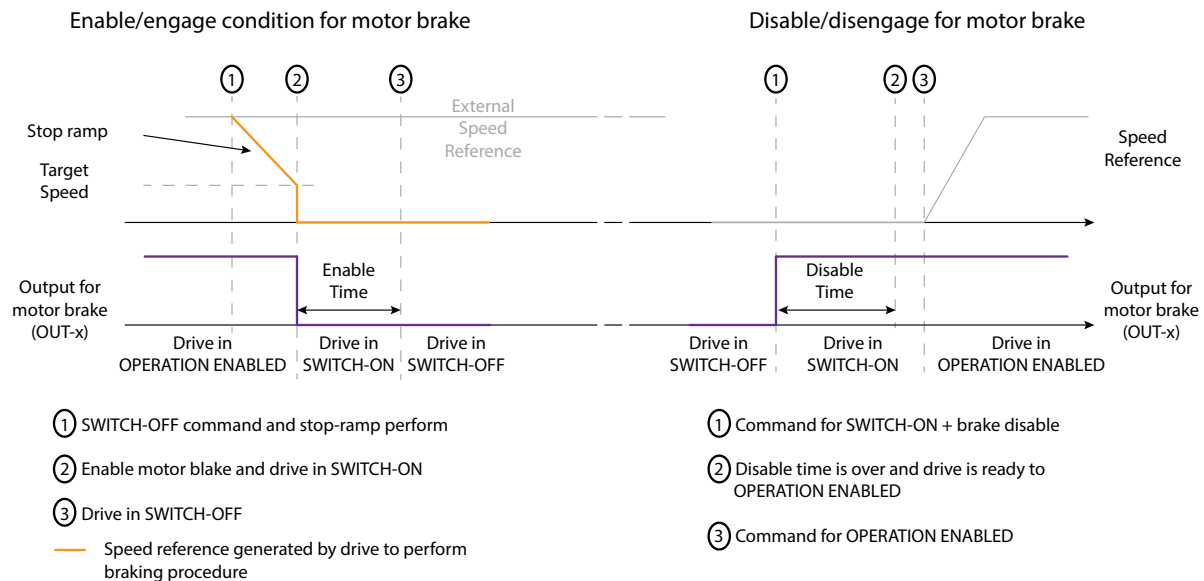 Enable/engage condition for motor brake
Disable/disengage for motor brake
1
2
3
1
2
3
External
Speed
Reference
Stop ramp
Target
Speed
Speed
Reference
Enable
Time
Disable
Time
Output for
motor brake
(OUT-x)
Output for
motor brake
(OUT-x)
Drive in
OPERATION ENABLED
Drive in
SWITCH-ON
Drive in
SWITCH-OFF
Drive in
SWITCH-OFF
Drive in
SWITCH-ON
Drive in
OPERATION ENABLED
1 SWITCH-OFF command and stop-ramp perform
2 Enable motor blake and drive in SWITCH-ON
3 Drive in SWITCH-OFF
Speed reference generated by drive to perform
braking procedure
1 Command for SWITCH-ON + brake disable
2 Disable time is over and drive is ready to
OPERATION ENABLED
3 Command for OPERATION ENABLED